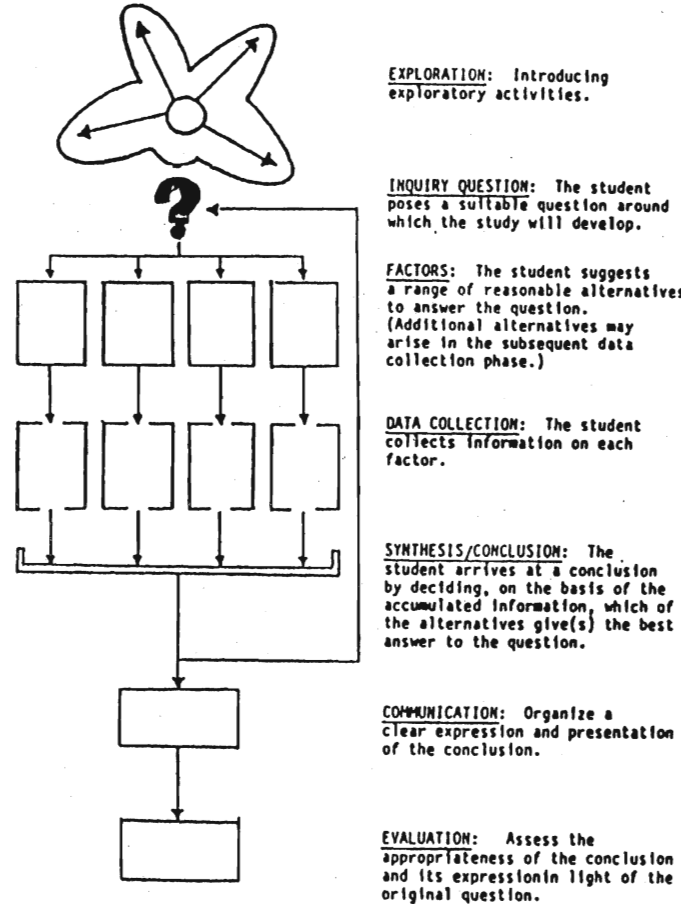 EXPLORATION: Introducing
exploratory activities.
?
INQUIRY QUESTION: The student
poses a suitable question around
which the study will develop.
FACTORS: The student suggests
a range of reasonable alternatives
to answer the question.
(Additional alternatives may
arise in the subsequent data
collection phase.)
DATA COLLECTION: The student
collects information on each
factor.
SYNTHESIS/CONCLUSION: The
student arrives at a conclusion
by deciding, on the basis of the
accumulated information, which of
the alternatives give(s) the best
answer to the question.
COMMUNICATION: Organize a
clear expression and presentation
of the conclusion.
EVALUATION: Assess the
appropriateness of the conclusion
and its expressionin light of the
original question.